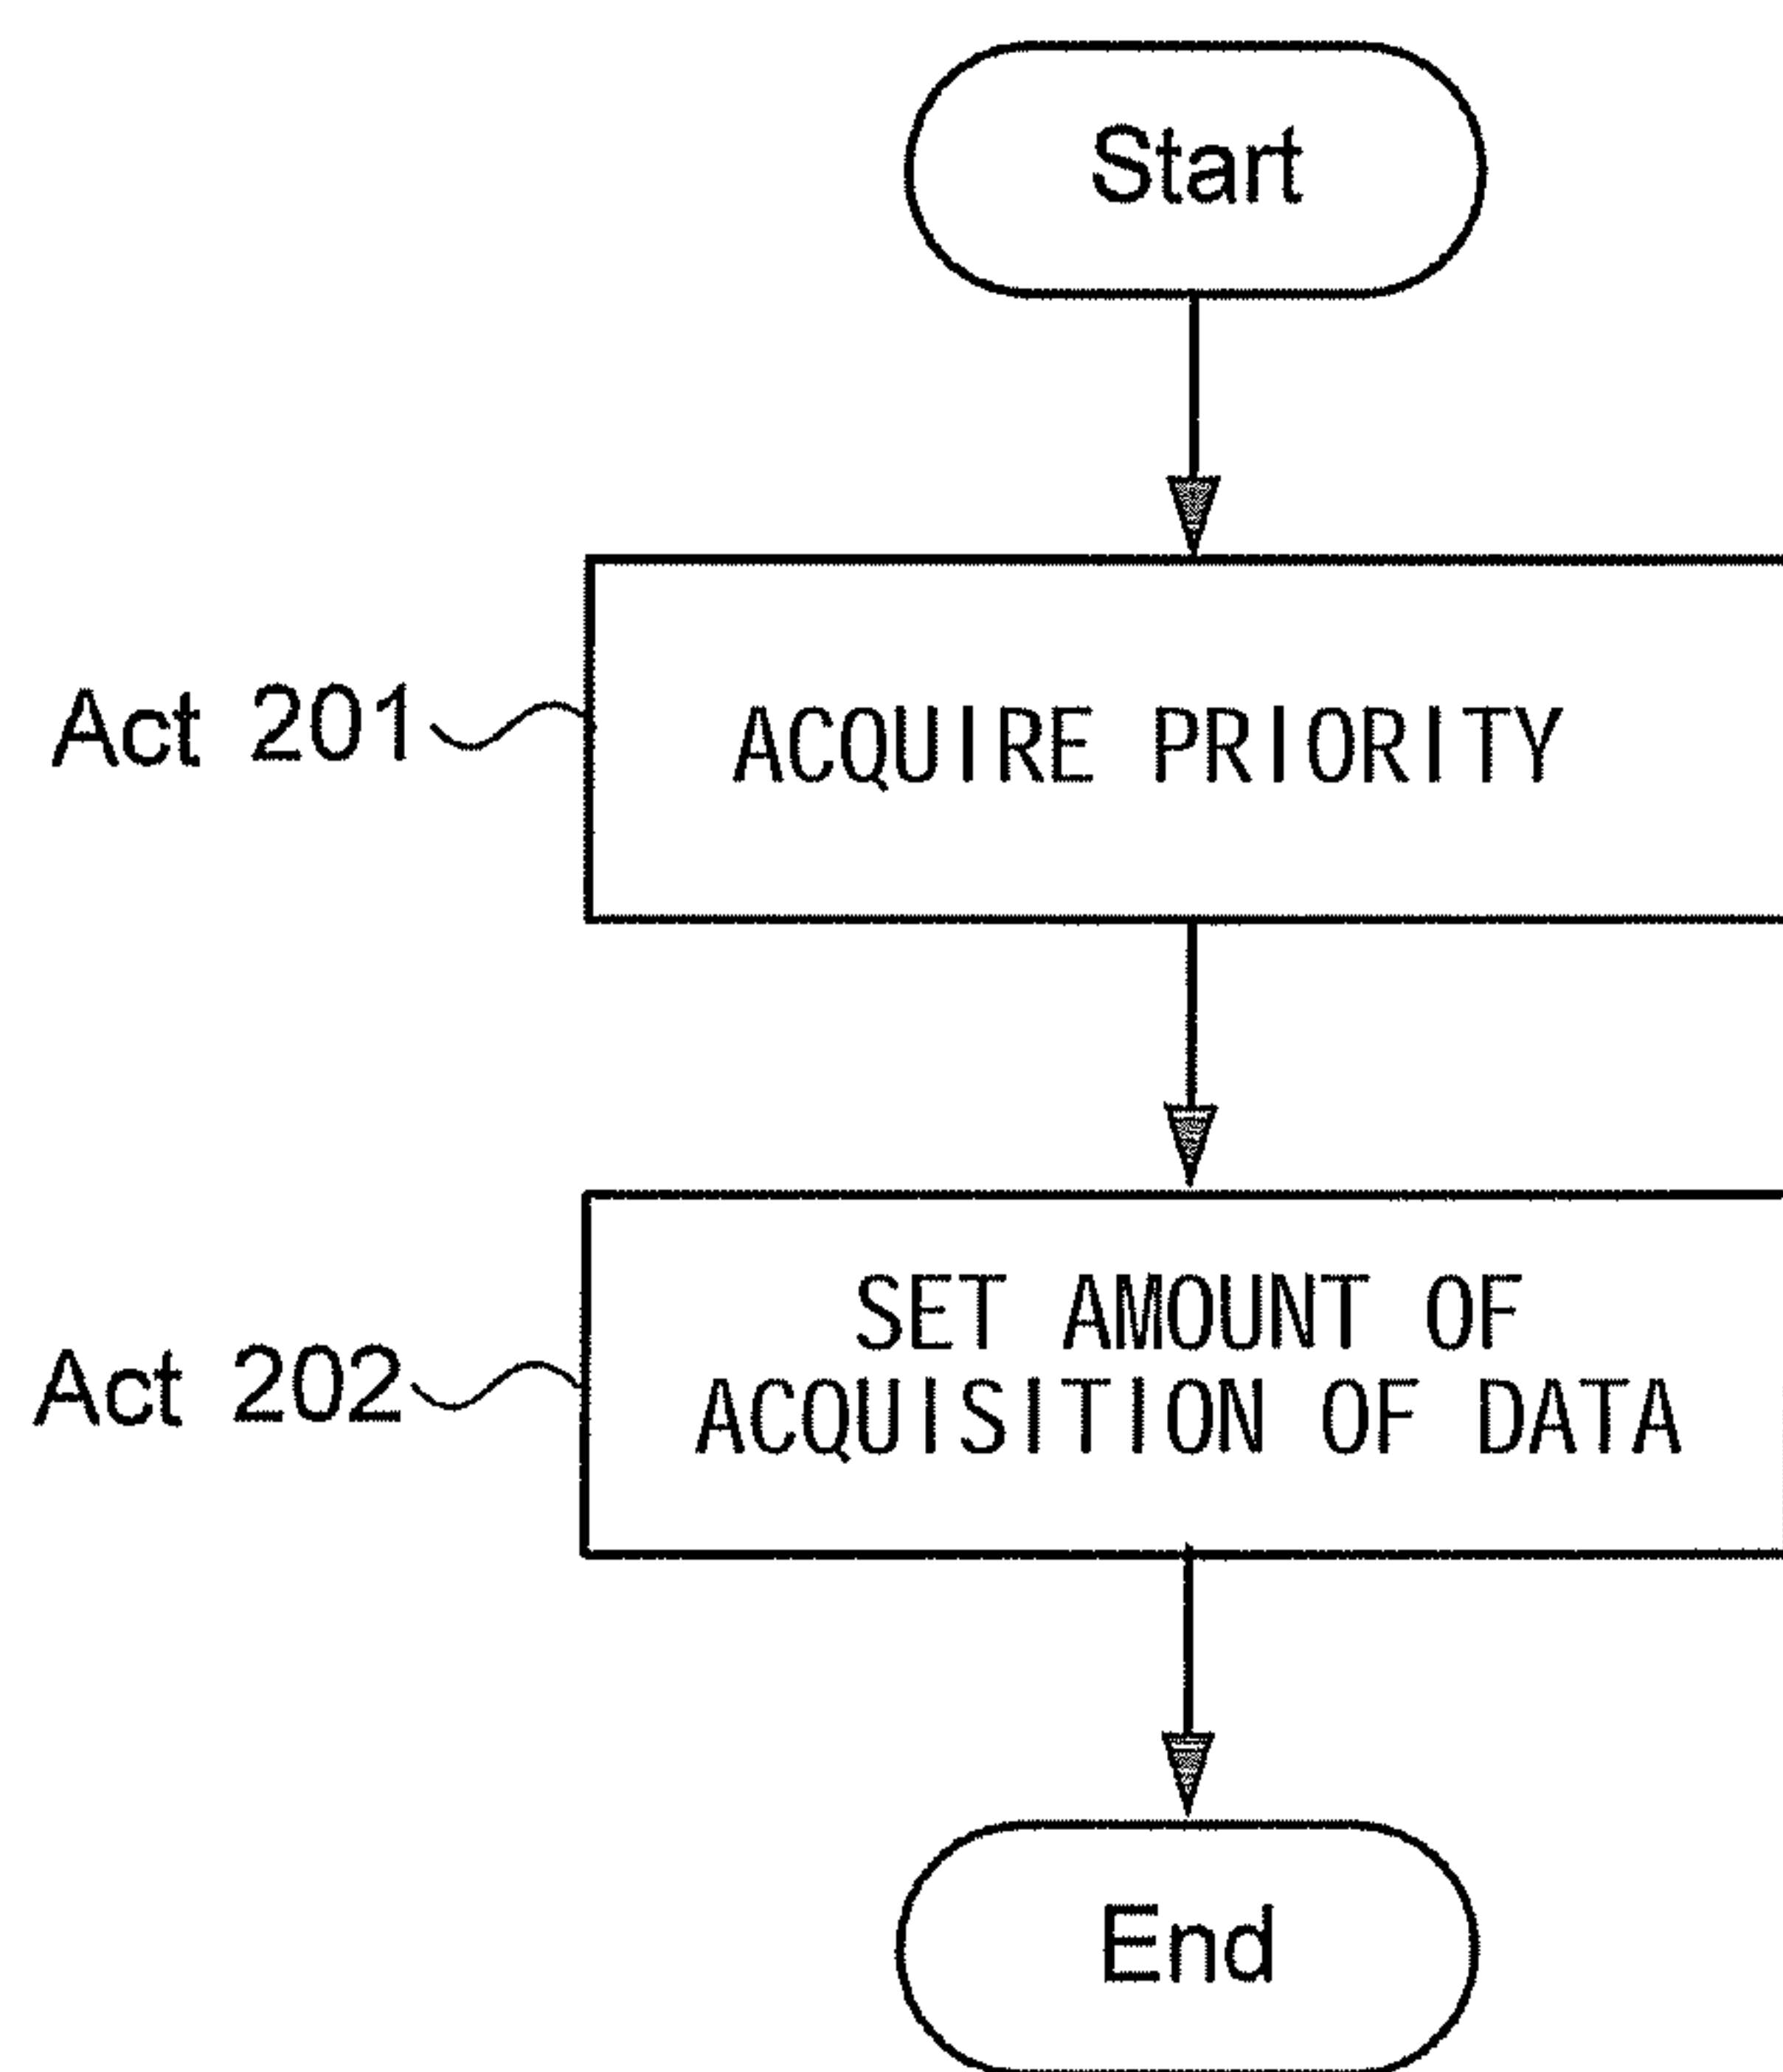 Start
Act 201
ACQUIRE PRIORITY
Act 202
SET AMOUNT OF
ACQUISITION OF DATA
End